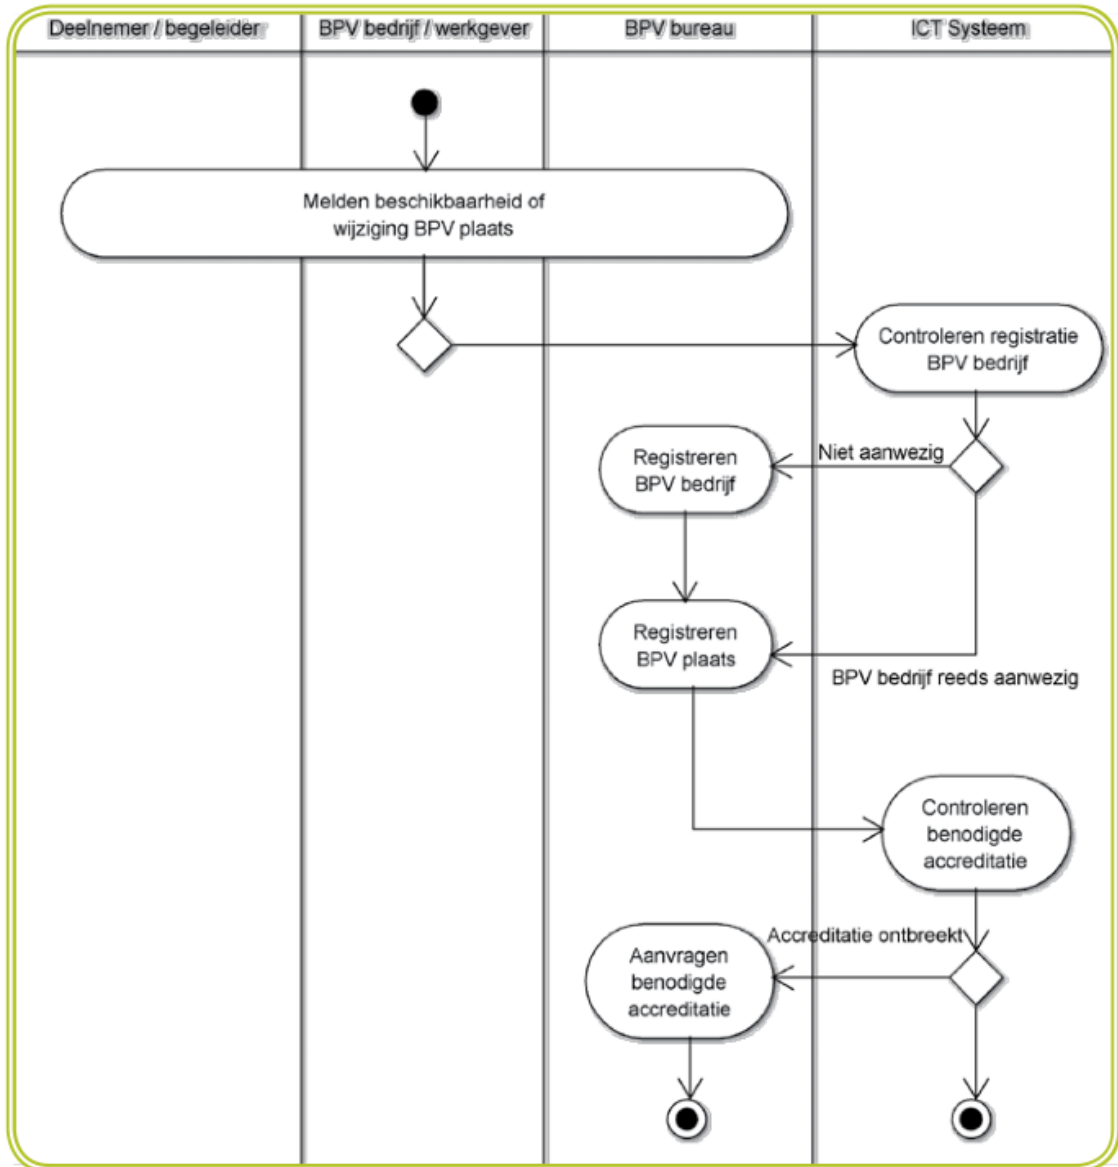 Deelnemer / begeleider
BPV bedrijf / werkgever
BPV bureau
ICT Systeem
Melden beschikbaarheid of
wijziging BPV plaats
Controleren registratie
BPV bedrijf
Niet aanwezig
Registreren
BPV bedrijf
Registreren
BPV plaats
BPV bedrijf reeds aanwezig
Controleren
benodigde
accreditatie
Accreditatie ontbreekt
Aanvragen
benodigde
accreditatie